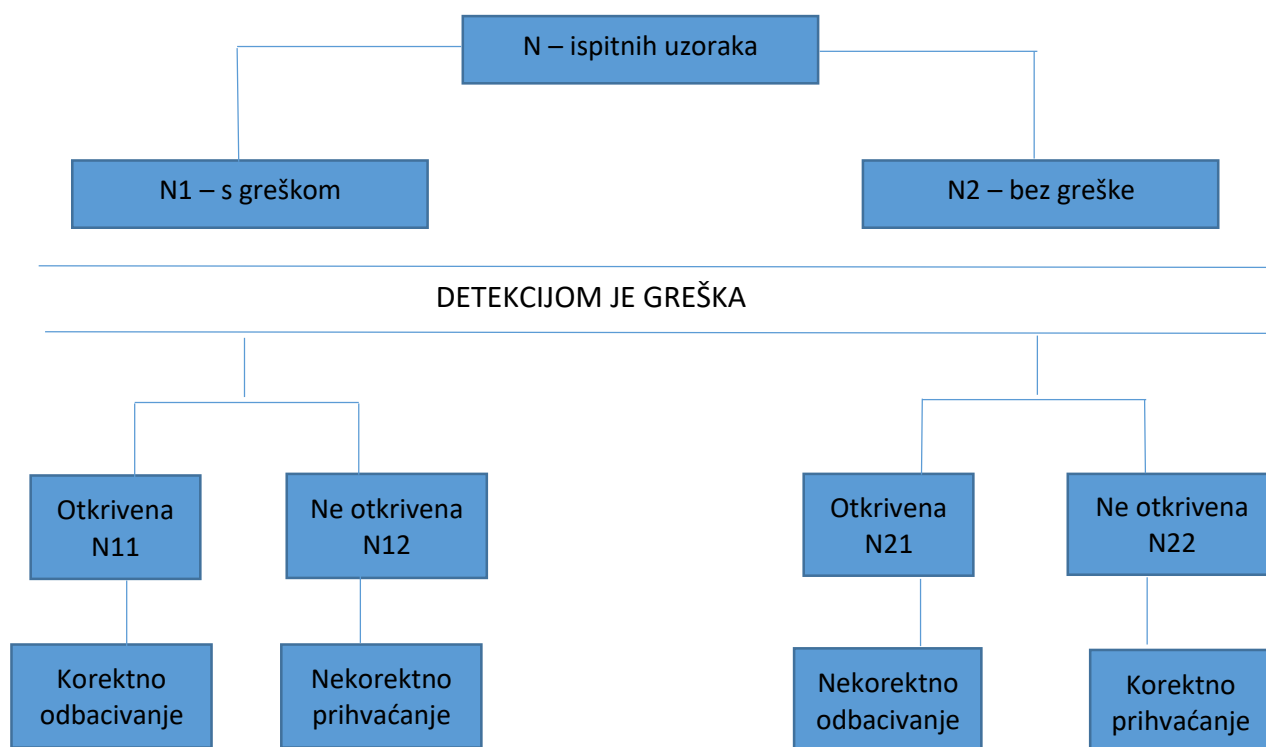 N – ispitnih uzoraka
N1 – s greškom
N2 – bez greške
DETEKCIJOM JE GREŠKA
Otkrivena
N11
Ne otkrivena
N12
Otkrivena
N21
Ne otkrivena
N22
Korektno
odbacivanje
Nekorektno
prihvaćanje
Nekorektno
odbacivanje
Korektno
prihvaćanje